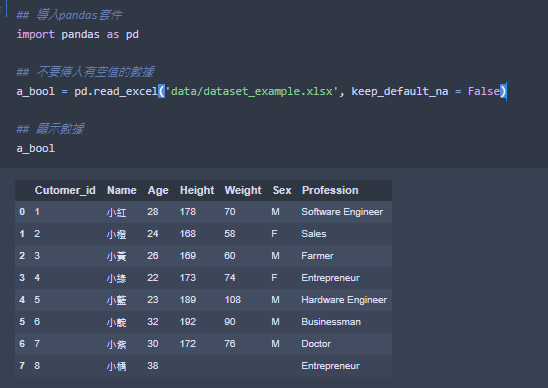 ## 導入pandas套件
import pandas as pd
## 不要傳入有空值的數據
a_bool = pd.read_excel('data/dataset_example.xlsx', keep_default_na = False)
## 顯示數據
a_bool
Cutomer_id Name Age Height Weight Sex Profession
0 1 小紅 28 178 70 M Software Engineer
1 2 小橙 24 168 58 F Sales
2 3 小黃 26 169 60 M Farmer
3 4 小綠 22 173 74 F Entrepreneur
4 5 小藍 23 189 108 M Hardware Engineer
5 6 小靛 32 192 90 M Businessman
6 7 小紫 30 172 76 M Doctor
7 8 小橘 38 Entrepreneur